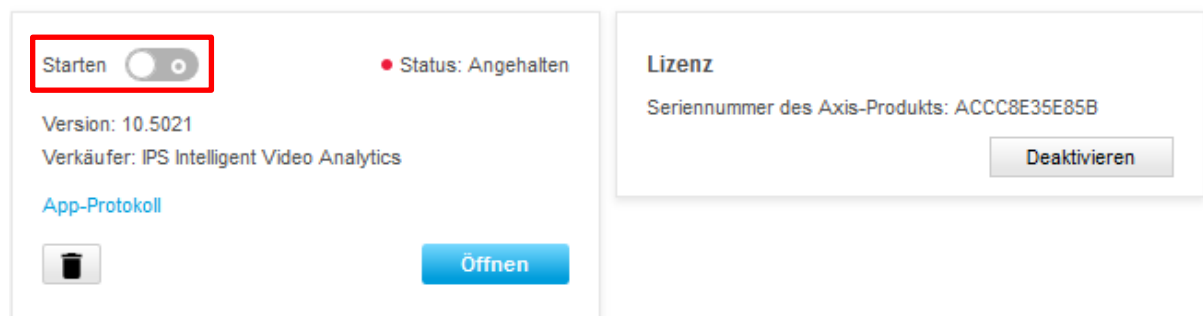 Starten
Status: Angehalten
Version: 10.5021
Verkäufer: IPS Intelligent Video Analytics
App-Protokoll
Öffnen
Lizenz
Seriennummer des Axis-Produkts: ACCC8E35E85B
Deaktivieren